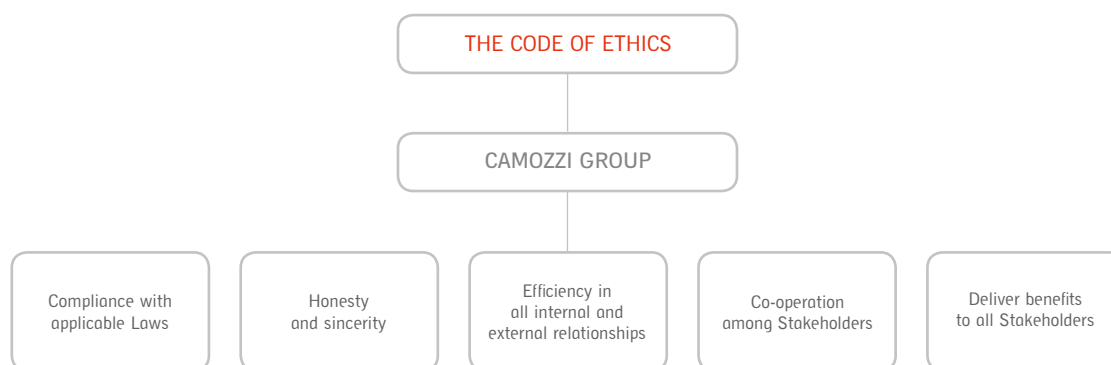 THE CODE OF ETHICS
CAMOZZI GROUP
Compliance with
applicable Laws
Honesty
and sincerity
Efficiency in
all internal and
external relationships
Co-operation
among Stakeholders
Deliver benefits
to all Stakeholders